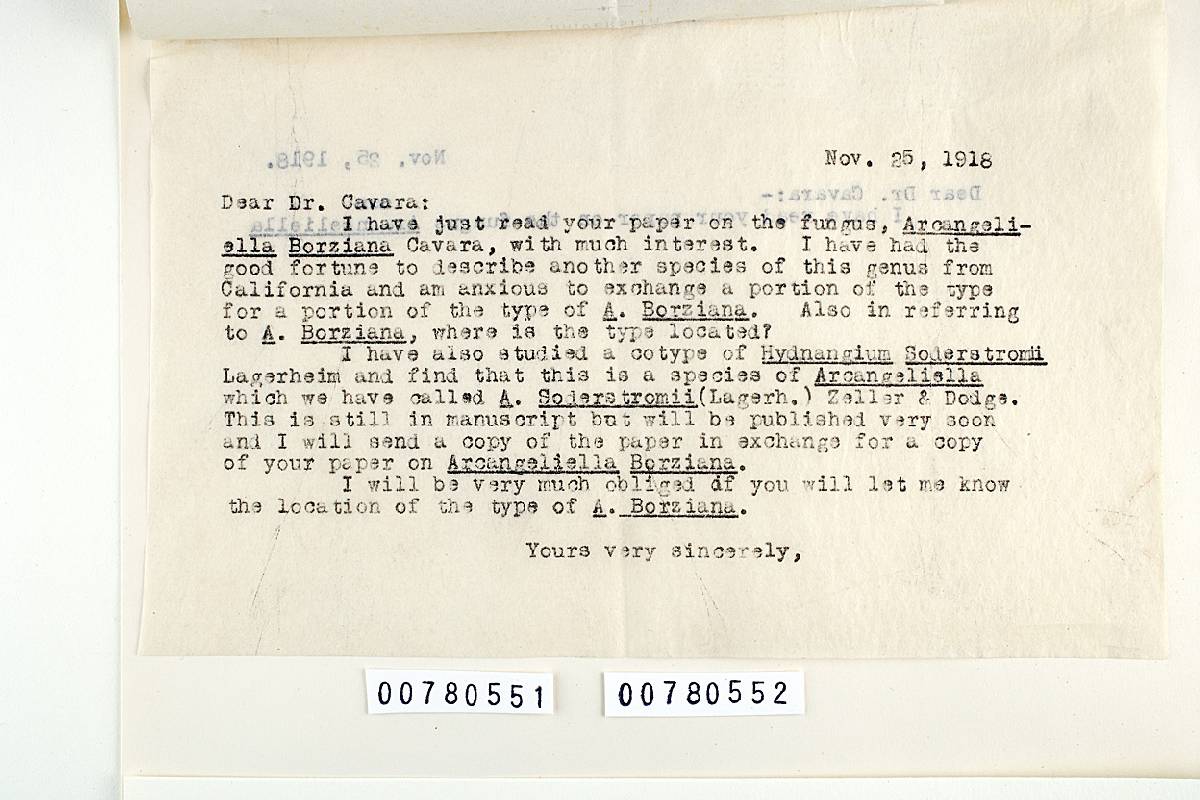 Nov. 25, 1918
Dear Dr. Cavara:
I have just read your paper on the fungus, Arcangeli-
ella Borziana Cavara, with much interest. I have had the
good fortune to describe another species of this genus from
California and am anxious to exchange a portion of the type
for a portion of the type of A. Borziana. Also in referring
to A. Borziana, where is the type located?
I have also studied a cotype of Hydnangium Soderstromii
Lagerheim and find that this is a species of Arcangeliella
which we have called A. Soderstromii(Lagerh.) Zeller & Dodge.
This is still in manuscript but will be published very soon
and I will send a copy of the paper in exchange for a copy
of your paper on Arcangeliella Borziana.
I will be very much obliged if you will let me know
the location of the type of A. Borziana.
Yours very sincerely,
00780551 00780552